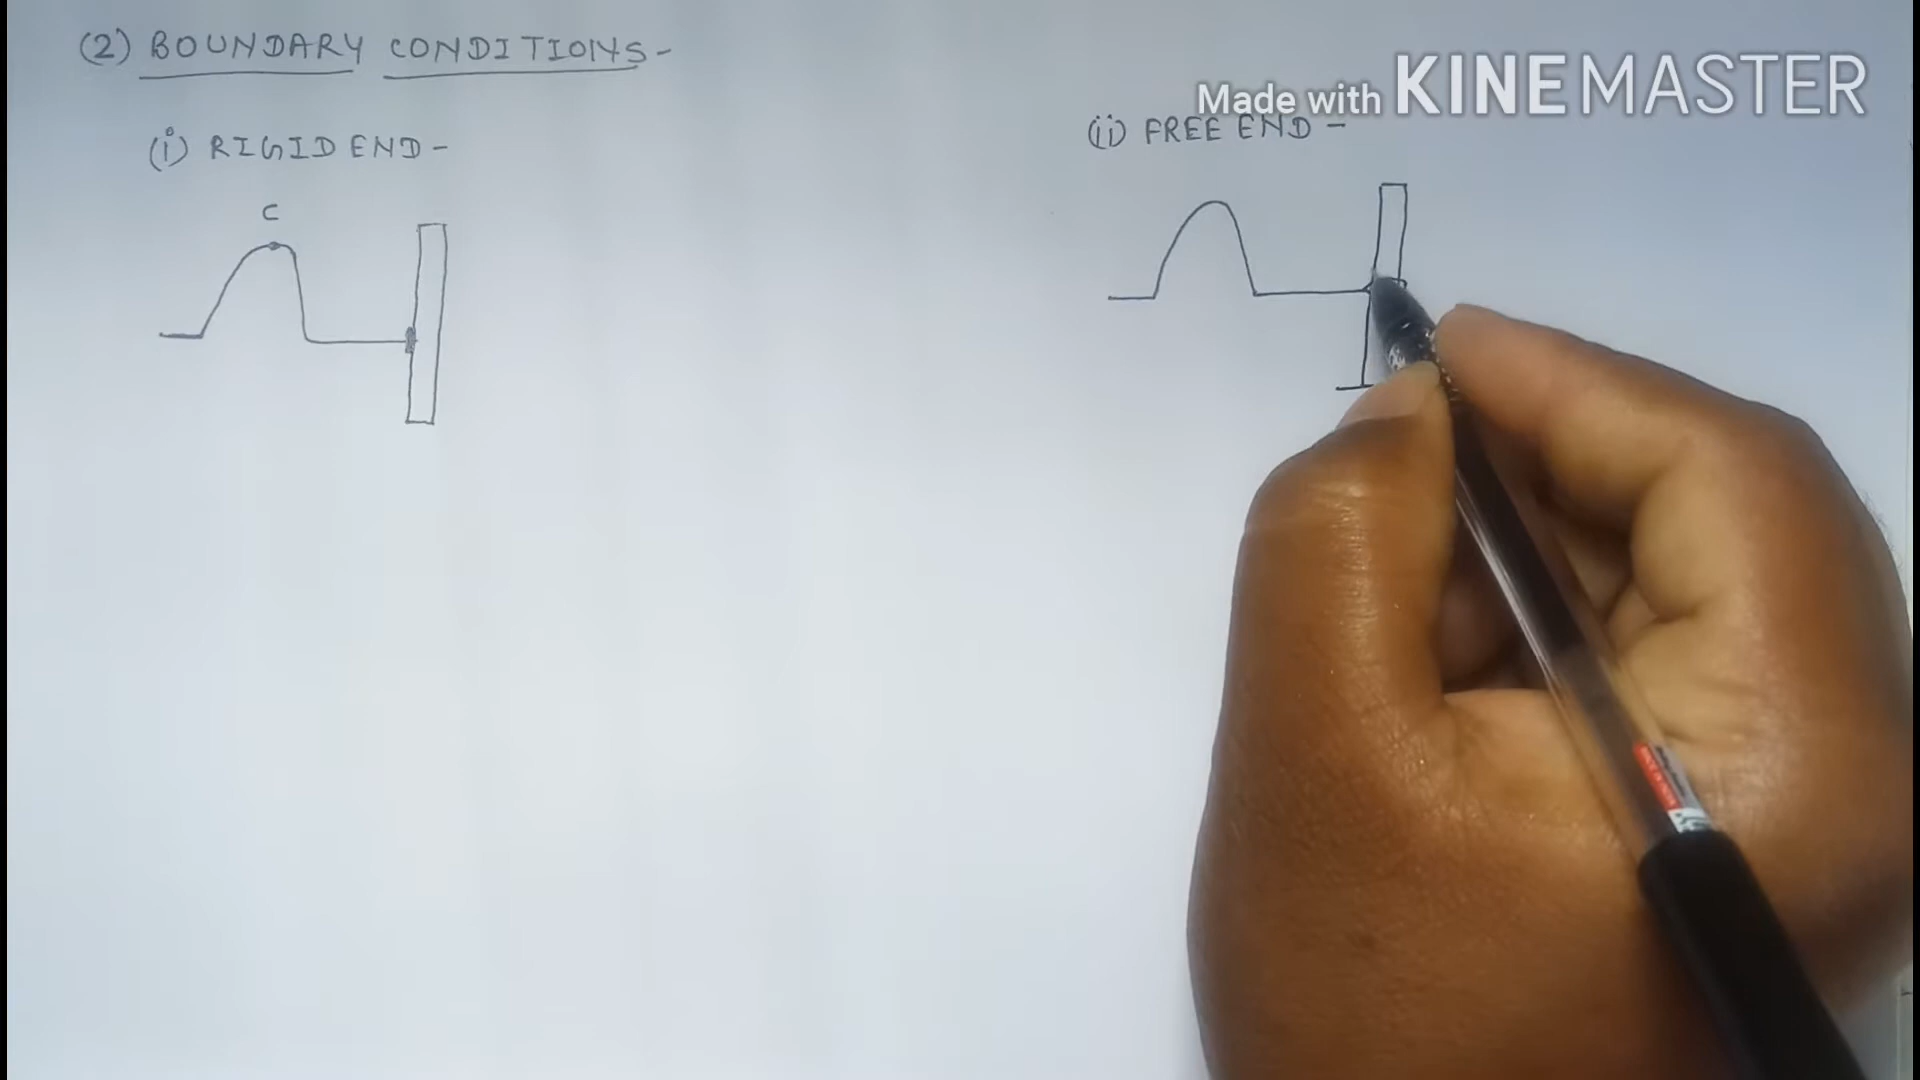 (2) BOUNDARY CONDITIONS-
Made with KINEMASTER
(i) RIGID END-
(ii) FREE END-
C